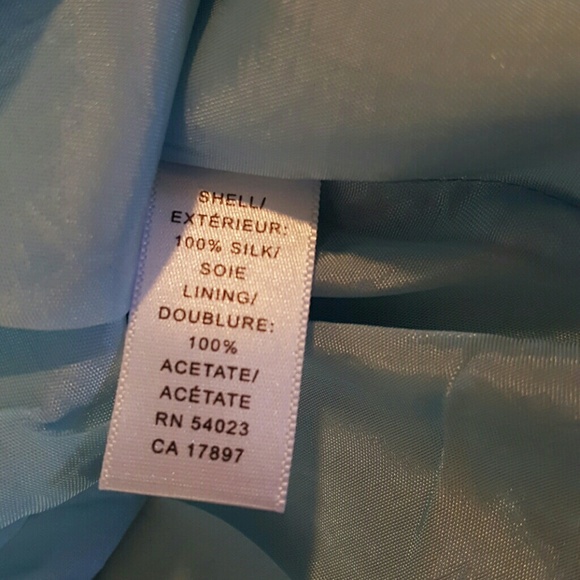 SHELL/
EXTÉRIEUR:
100% SILK/
SOIE
LINING/
DOUBLURE:
100%
ACETATE/
ACÉTATE
RN 54023
CA 17897